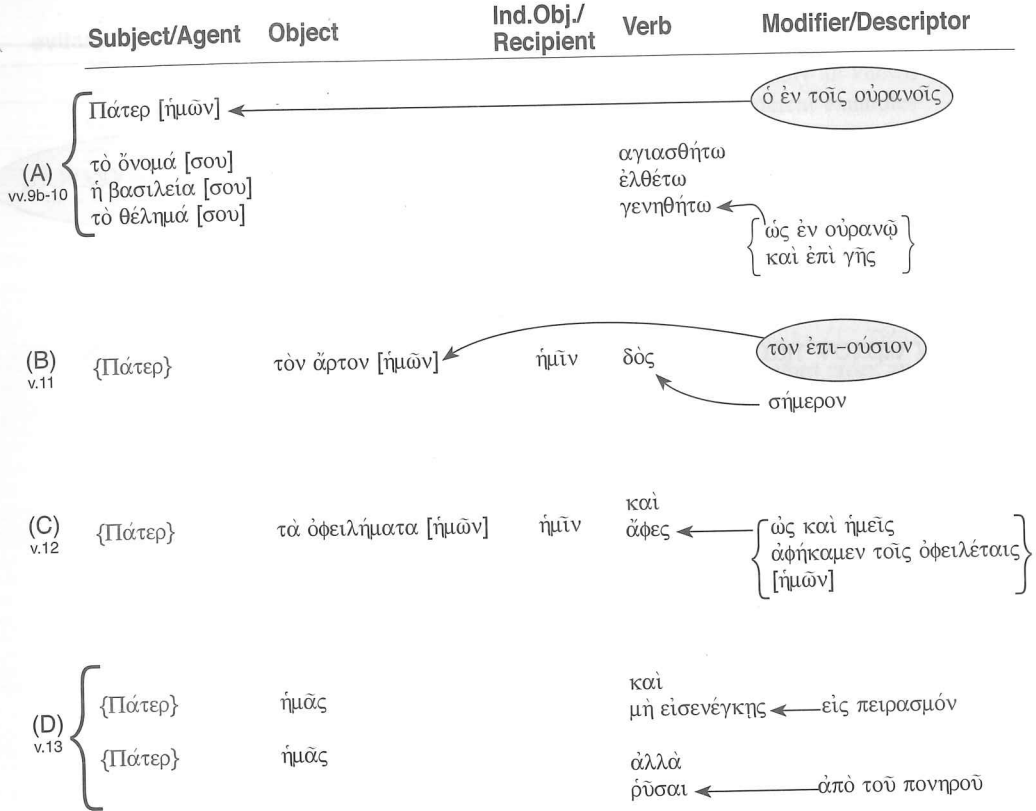 Subject/Agent Object Ind.Obj./ Recipient Verb Modifier/Descriptor
Πάτερ [ἡμῶν] ὁ ἐν τοῖς οὐρανοῖς
(A)
vv.9b-10
τὸ ὄνομά [σου] αγιασθήτω
ἡ βασιλεία [σου] ἐλθέτω
τὸ θέλημά [σου] γενηθήτω
ὡς ἐν οὐρανῷ
καὶ ἐπὶ γῆς
(B)
v.11
{Πάτερ} τὸν ἄρτον [ἡμῶν] ἡμῖν δὸς τὸν ἐπι-ούσιον
σήμερον
(C)
v.12
καὶ
{Πάτερ} τὰ ὀφειλήματα [ἡμῶν] ἡμῖν ἄφες ὡς καὶ ἡμεῖς
ἀφήκαμεν τοῖς ὀφειλέταις
[ἡμῶν]
(D)
v.13
καὶ
{Πάτερ} ἡμᾶς μὴ εἰσενέγκῃς εἰς πειρασμόν
{Πάτερ} ἡμᾶς ἀλλὰ
ῥῦσαι ἀπὸ τοῦ πονηροῦ